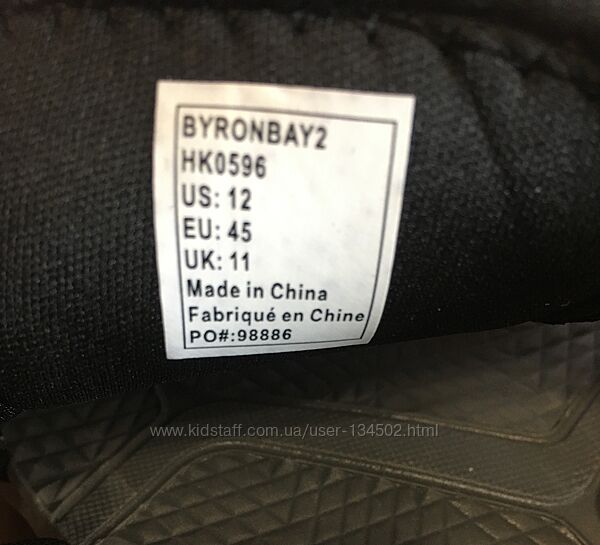 BYRONBAY2
HK0596
US: 12
EU: 45
UK: 11
Made in China
Fabriqué en Chine
PO#:98886
www.kidstaff.com.ua/user-134502.html